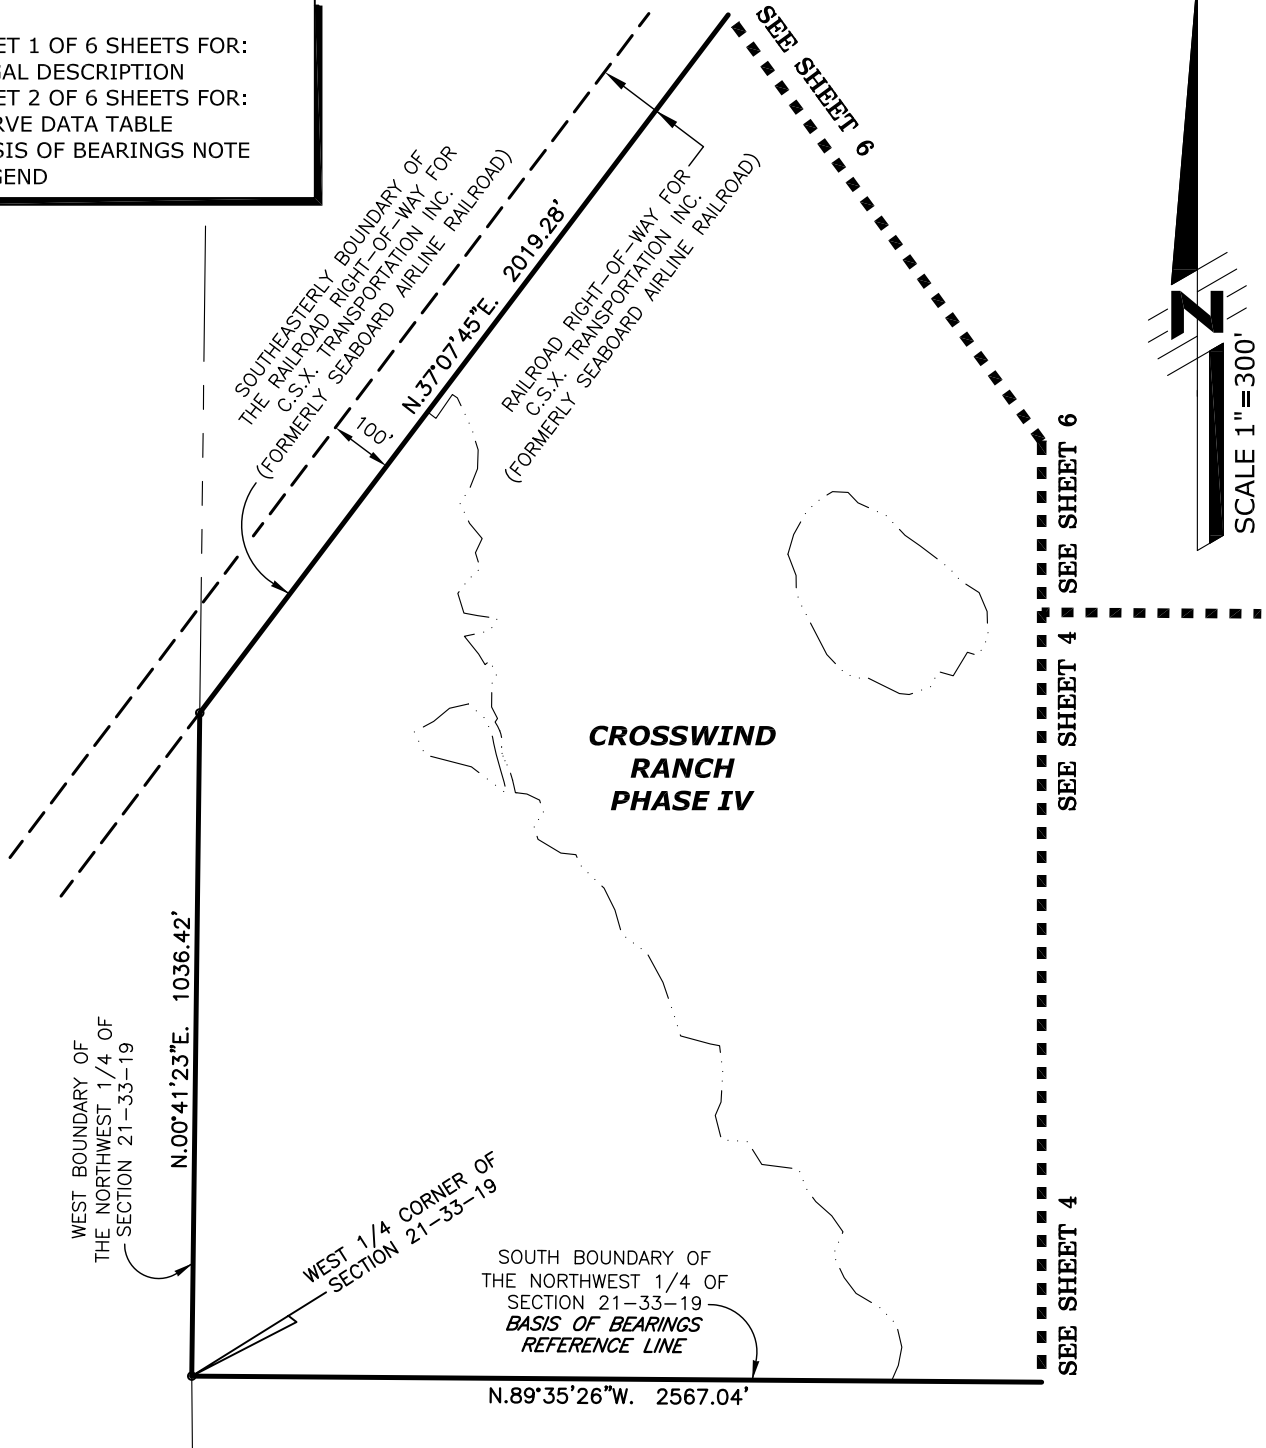 ET 1 OF 6 SHEETS FOR:
GAL DESCRIPTION
ET 2 OF 6 SHEETS FOR:
RVE DATA TABLE
SIS OF BEARINGS NOTE
GEND
SEE SHEET 6
SOUTHEASTERLY BOUNDARY OF
THE RAILROAD RIGHT-OF-WAY FOR
C.S.X. TRANSPORTATION INC.
(FORMERLY SEABOARD AIRLINE RAILROAD)
N.37°07'45"E. 2019.28'
100'
RAILROAD RIGHT-OF-WAY FOR
C.S.X. TRANSPORTATION INC.
(FORMERLY SEABOARD AIRLINE RAILROAD)
N
SCALE 1"=300'
SEE SHEET 6
SEE SHEET 4
CROSSWIND
RANCH
PHASE IV
N.00°41'23"E. 1036.42'
WEST BOUNDARY OF
THE NORTHWEST 1/4 OF
SECTION 21-33-19
WEST 1/4 CORNER OF
SECTION 21-33-19
SOUTH BOUNDARY OF
THE NORTHWEST 1/4 OF
SECTION 21-33-19
BASIS OF BEARINGS
REFERENCE LINE
SEE SHEET 4
N.89°35'26"W. 2567.04'